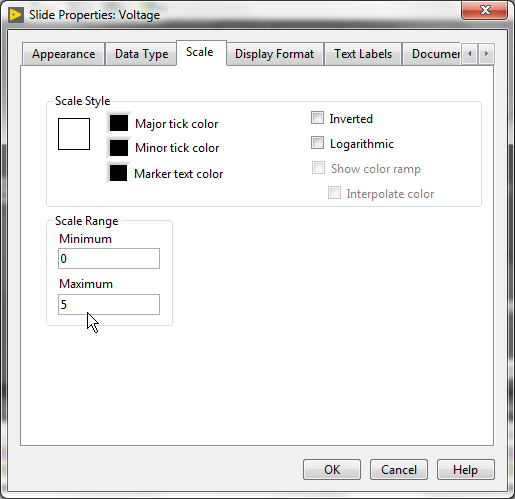 Slide Properties: Voltage
Appearance Data Type Scale Display Format Text Labels Documen
Scale Style
Major tick color
Minor tick color
Marker text color
Inverted
Logarithmic
Show color ramp
Interpolate color
Scale Range
Minimum
0
Maximum
5
OK Cancel Help